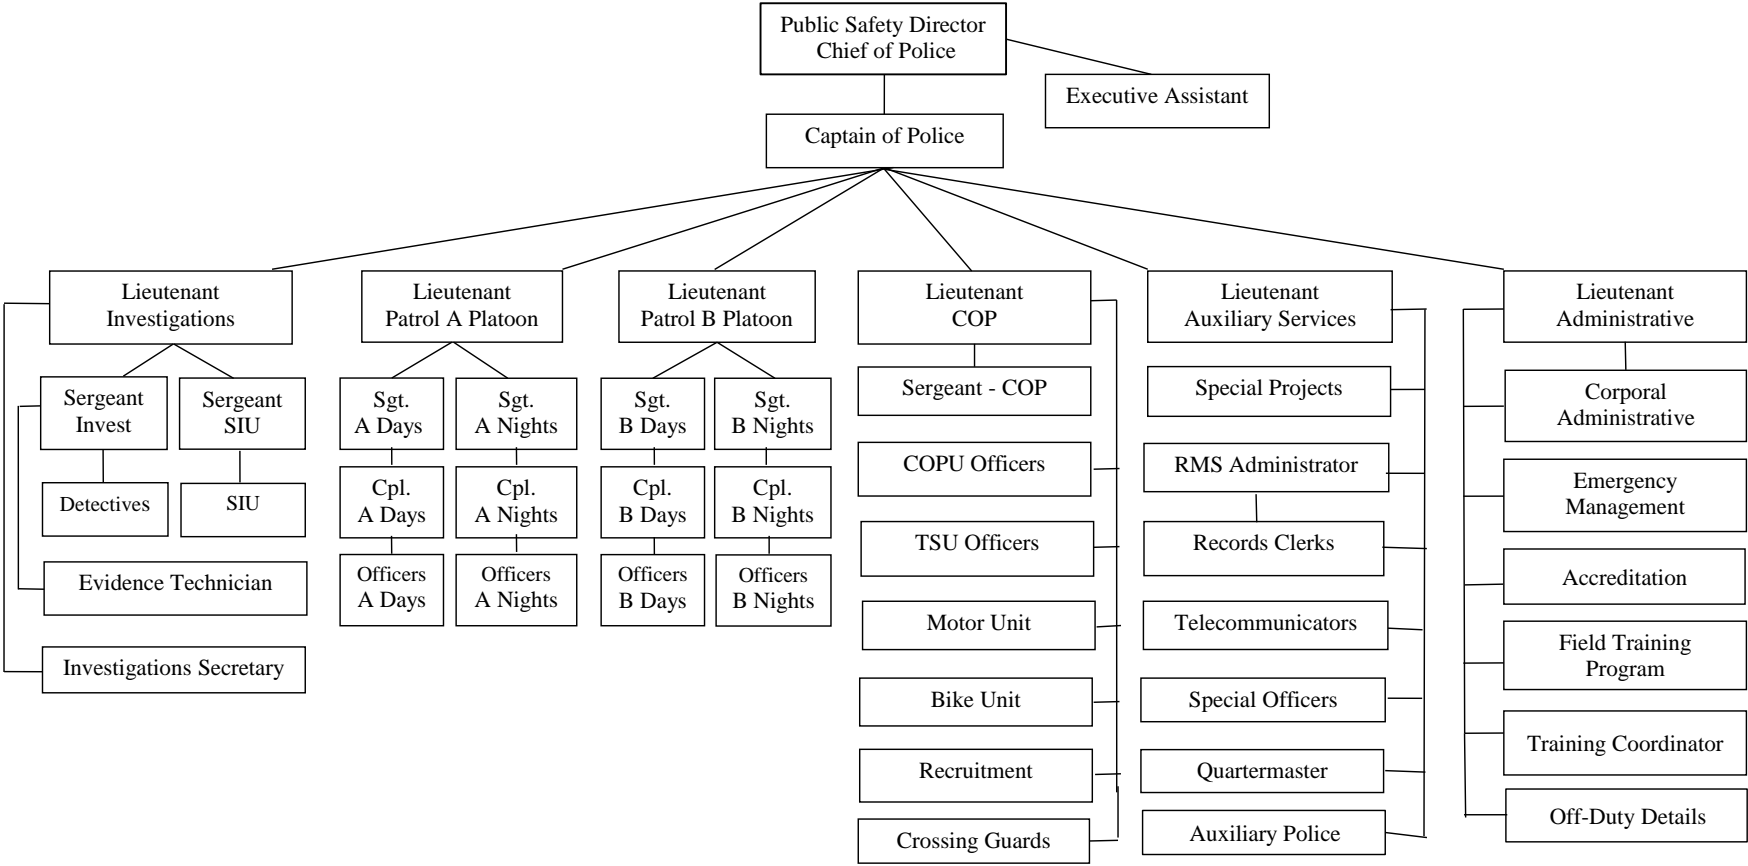 Public Safety Director
Chief of Police
Executive Assistant
Captain of Police
Lieutenant
Investigations
Lieutenant
Patrol A Platoon
Lieutenant
Patrol B Platoon
Lieutenant
COP
Lieutenant
Auxiliary Services
Lieutenant
Administrative
Sergeant
Invest
Sergeant
SIU
Detectives
SIU
Evidence Technician
Investigations Secretary
Sgt.
A Days
Sgt.
A Nights
Cpl.
A Days
Cpl.
A Nights
Officers
A Days
Officers
A Nights
Sgt.
B Days
Sgt.
B Nights
Cpl.
B Days
Cpl.
B Nights
Officers
B Days
Officers
B Nights
Sergeant - COP
COPU Officers
TSU Officers
Motor Unit
Bike Unit
Recruitment
Crossing Guards
Special Projects
RMS Administrator
Records Clerks
Telecommunicators
Special Officers
Quartermaster
Auxiliary Police
Corporal
Administrative
Emergency
Management
Accreditation
Field Training
Program
Training Coordinator
Off-Duty Details